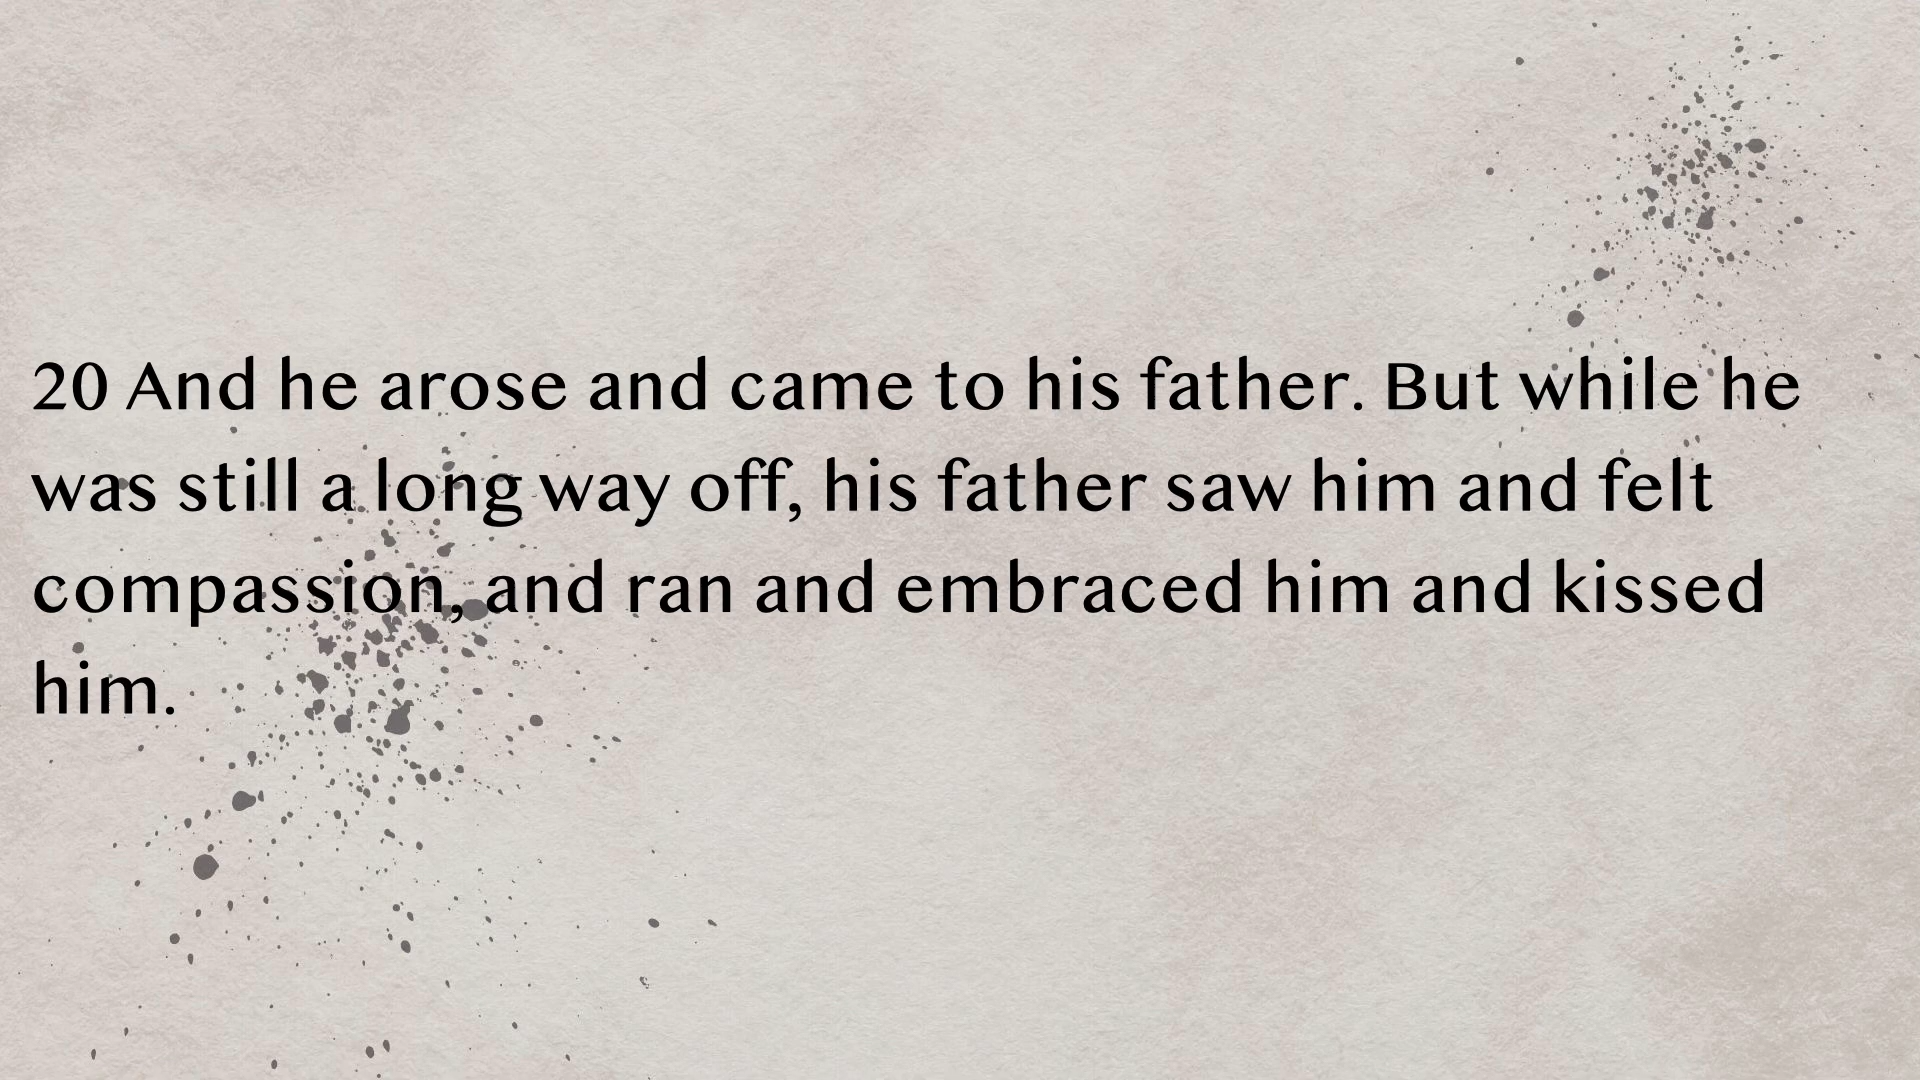 20 And he arose and came to his father. But while he
was still a long way off, his father saw him and felt
compassion, and ran and embraced him and kissed
him.